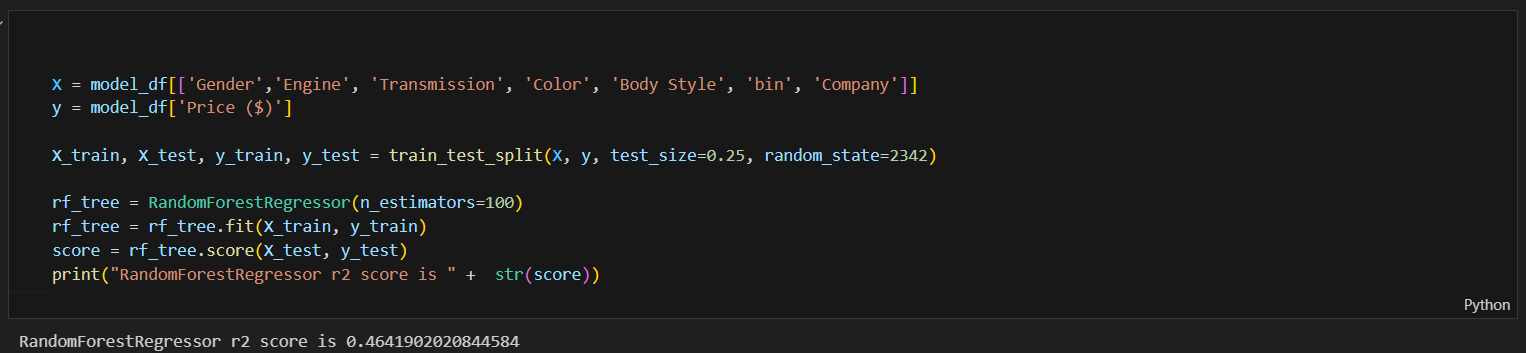 X = model_df[['Gender','Engine', 'Transmission', 'Color', 'Body Style', 'bin', 'Company']]
y = model_df['Price ($)']
X_train, X_test, y_train, y_test = train_test_split(X, y, test_size=0.25, random_state=2342)
rf_tree = RandomForestRegressor(n_estimators=100)
rf_tree = rf_tree.fit(X_train, y_train)
score = rf_tree.score(X_test, y_test)
print("RandomForestRegressor r2 score is " +  str(score))
Python
RandomForestRegressor r2 score is 0.4641902020844584